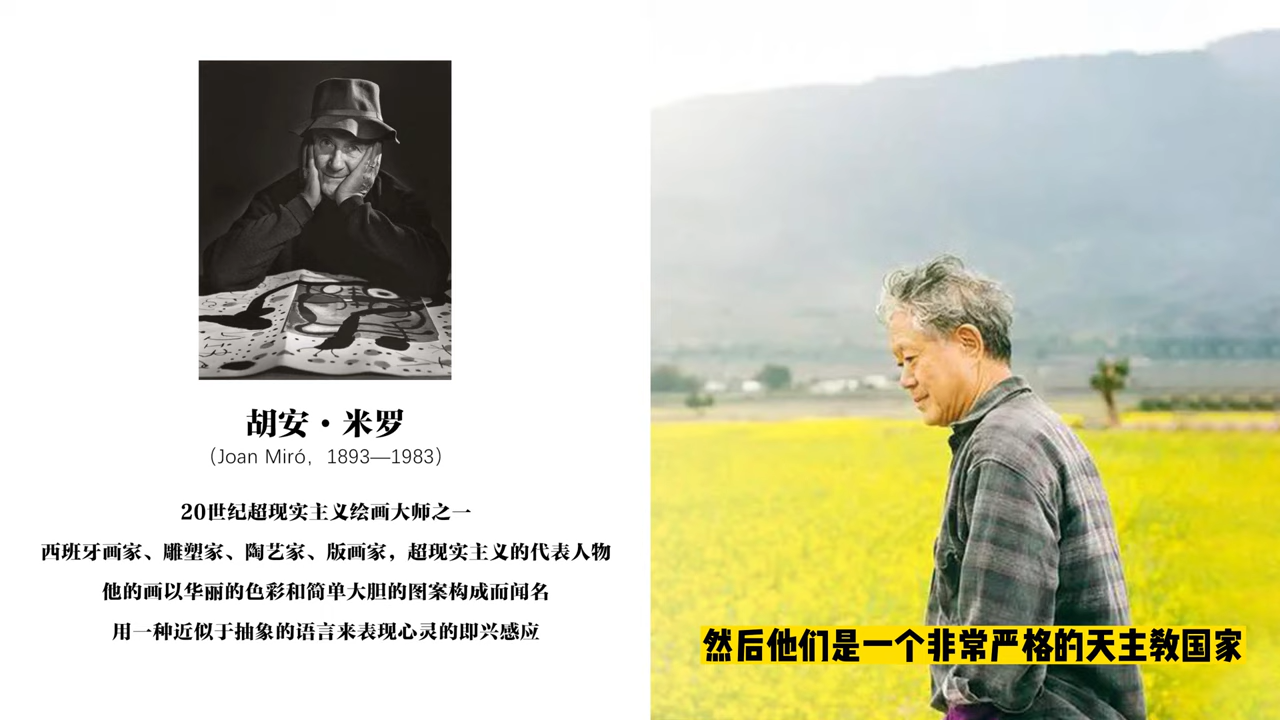 胡安·米罗
（Joan Miró，1893—1983）
20世纪超现实主义绘画大师之一
西班牙画家、雕塑家、陶艺家、版画家，超现实主义的代表人物
他的画以华丽的色彩和简单大胆的图案构成而闻名
用一种近似于抽象的语言来表现心灵的即兴感应
然后他们是一个非常严格的天主教国家